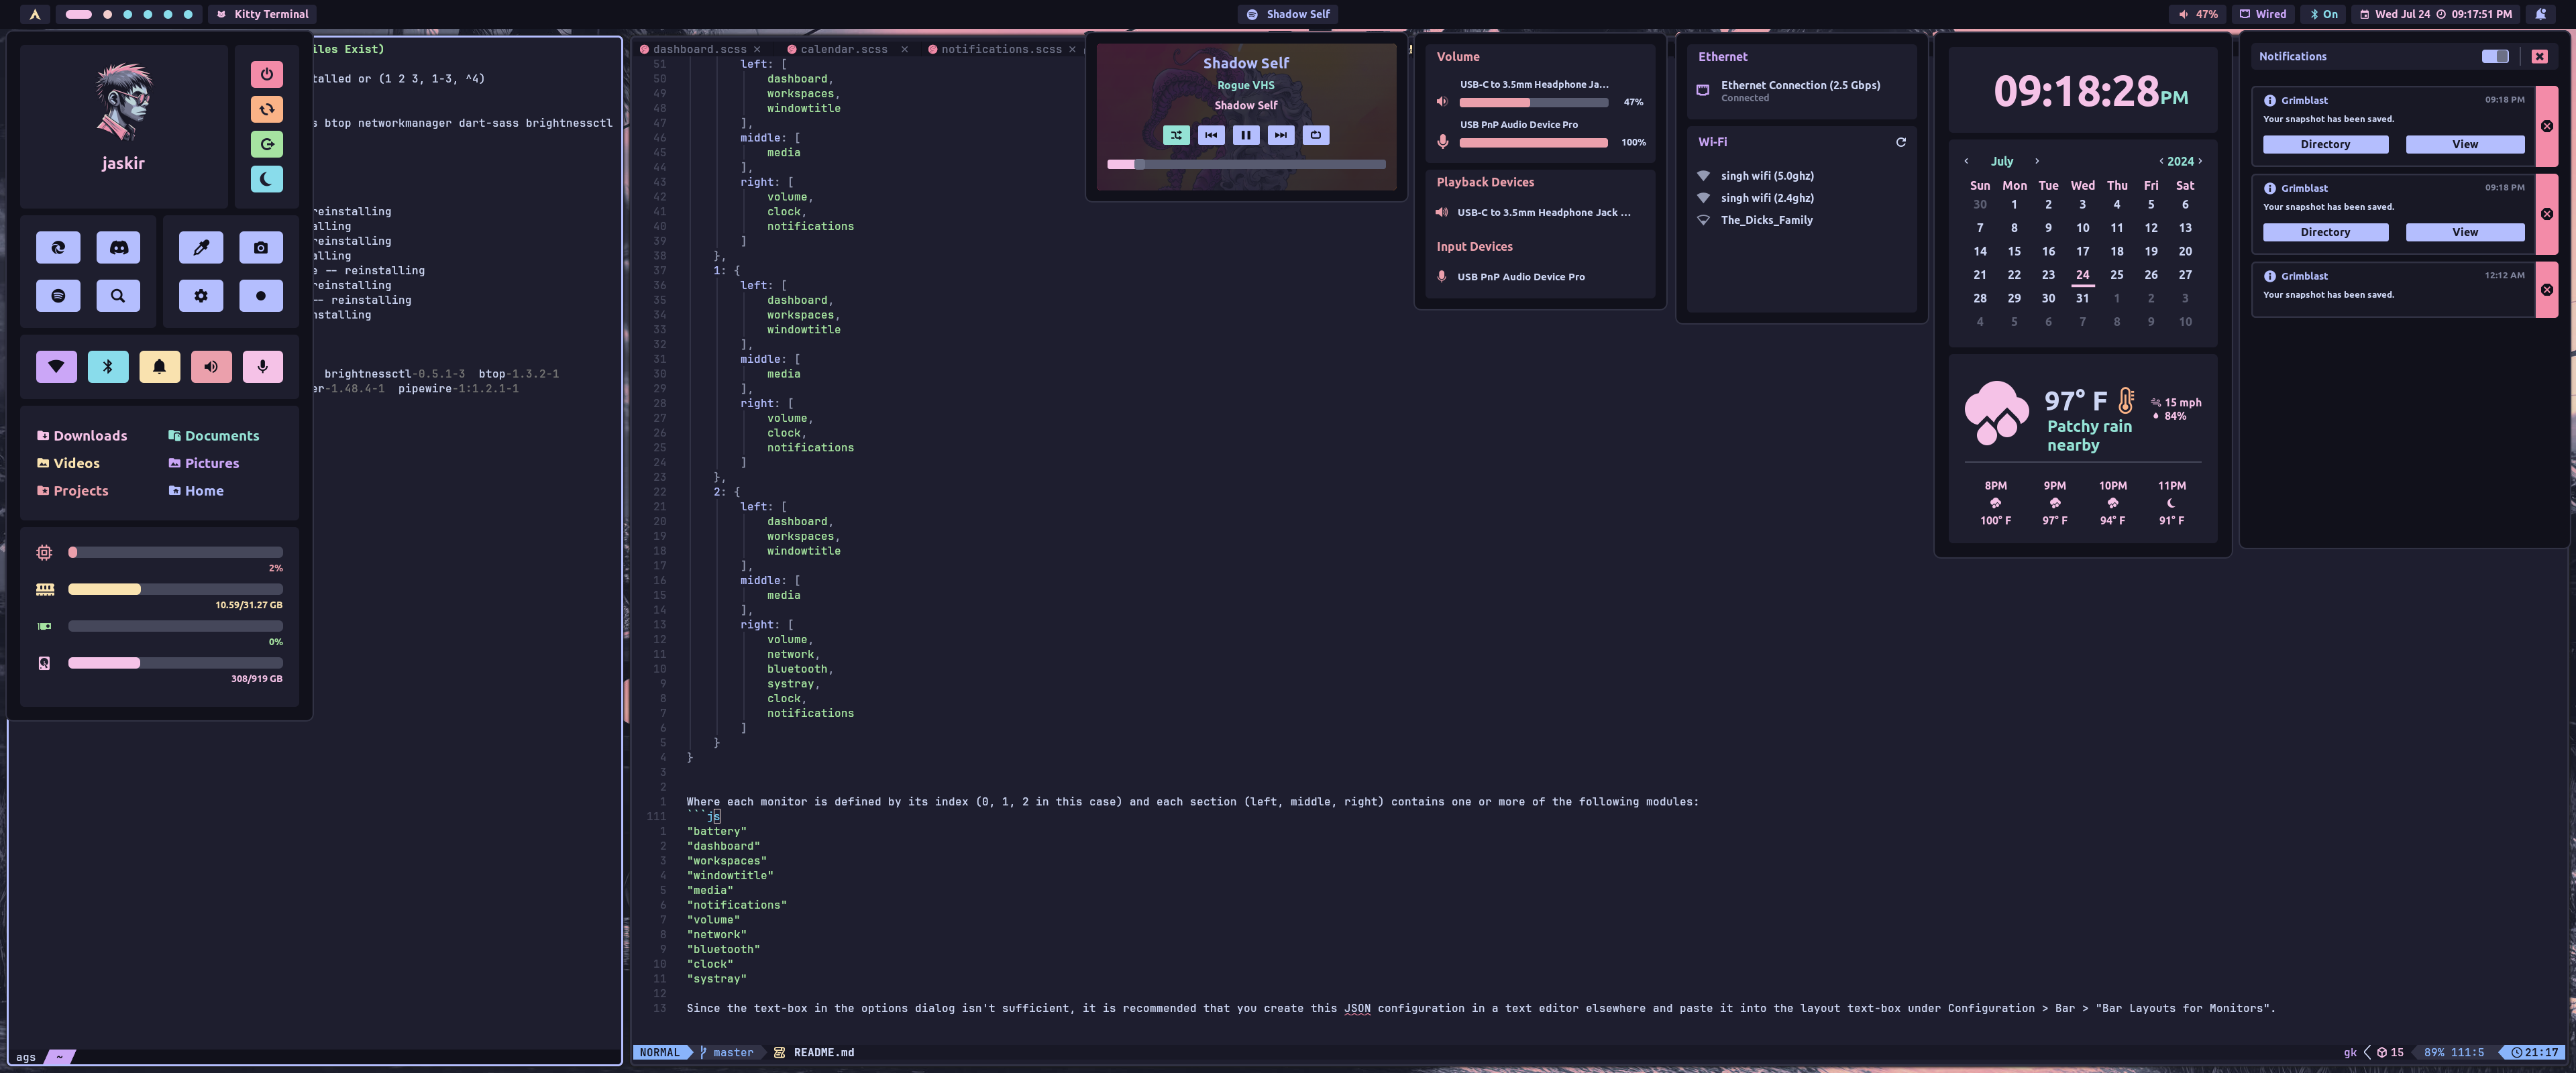 Kitty Terminal
Shadow Self
47%
Wired
On
Wed Jul 24 09:17:51 PM
jaskir
Downloads Documents
Videos Pictures
Projects Home
2%
10.59/31.27 GB
0%
308/919 GB
iles Exist)
talled or (1 2 3, 1-3, ^4)
s btop networkmanager dart-sass brightnessctl
reinstalling
alling
reinstalling
alling
e -- reinstalling
reinstalling
-- reinstalling
nstalling
brightnessctl-0.5.1-3 btop-1.3.2-1
er-1.48.4-1 pipewire-1:1.2.1-1
ags ~
dashboard.scss × calendar.scss × notifications.scss ×
51 left: [
50 dashboard,
49 workspaces,
48 windowtitle
47 ],
46 middle: [
45 media
44 ],
43 right: [
42 volume,
41 clock,
40 notifications
39 ]
38 },
37 1: {
36 left: [
35 dashboard,
34 workspaces,
33 windowtitle
32 ],
31 middle: [
30 media
29 ],
28 right: [
27 volume,
26 clock,
25 notifications
24 ]
23 },
22 2: {
21 left: [
20 dashboard,
19 workspaces,
18 windowtitle
17 ],
16 middle: [
15 media
14 ],
13 right: [
12 volume,
11 network,
10 bluetooth,
9 systray,
8 clock,
7 notifications
6 ]
5 }
4 }
3
2
1 Where each monitor is defined by its index (0, 1, 2 in this case) and each section (left, middle, right) contains one or more of the following modules:
111 ```js
1 "battery"
2 "dashboard"
3 "workspaces"
4 "windowtitle"
5 "media"
6 "notifications"
7 "volume"
8 "network"
9 "bluetooth"
10 "clock"
11 "systray"
12
13 Since the text-box in the options dialog isn't sufficient, it is recommended that you create this JSON configuration in a text editor elsewhere and paste it into the layout text-box under Configuration > Bar > "Bar Layouts for Monitors".
NORMAL master README.md
gk 15 89% 111:5 21:17
Shadow Self
Rogue VHS
Shadow Self
Volume
USB-C to 3.5mm Headphone Ja...
47%
USB PnP Audio Device Pro
100%
Playback Devices
USB-C to 3.5mm Headphone Jack ...
Input Devices
USB PnP Audio Device Pro
Ethernet
Ethernet Connection (2.5 Gbps)
Connected
Wi-Fi
singh wifi (5.0ghz)
singh wifi (2.4ghz)
The_Dicks_Family
09:18:28PM
‹ July › ‹ 2024 ›
Sun Mon Tue Wed Thu Fri Sat
30 1 2 3 4 5 6
7 8 9 10 11 12 13
14 15 16 17 18 19 20
21 22 23 24 25 26 27
28 29 30 31 1 2 3
4 5 6 7 8 9 10
97° F
15 mph
84%
Patchy rain
nearby
8PM 9PM 10PM 11PM
100° F 97° F 94° F 91° F
Notifications
Grimblast 09:18 PM
Your snapshot has been saved.
Directory View
Grimblast 09:18 PM
Your snapshot has been saved.
Directory View
Grimblast 12:12 AM
Your snapshot has been saved.